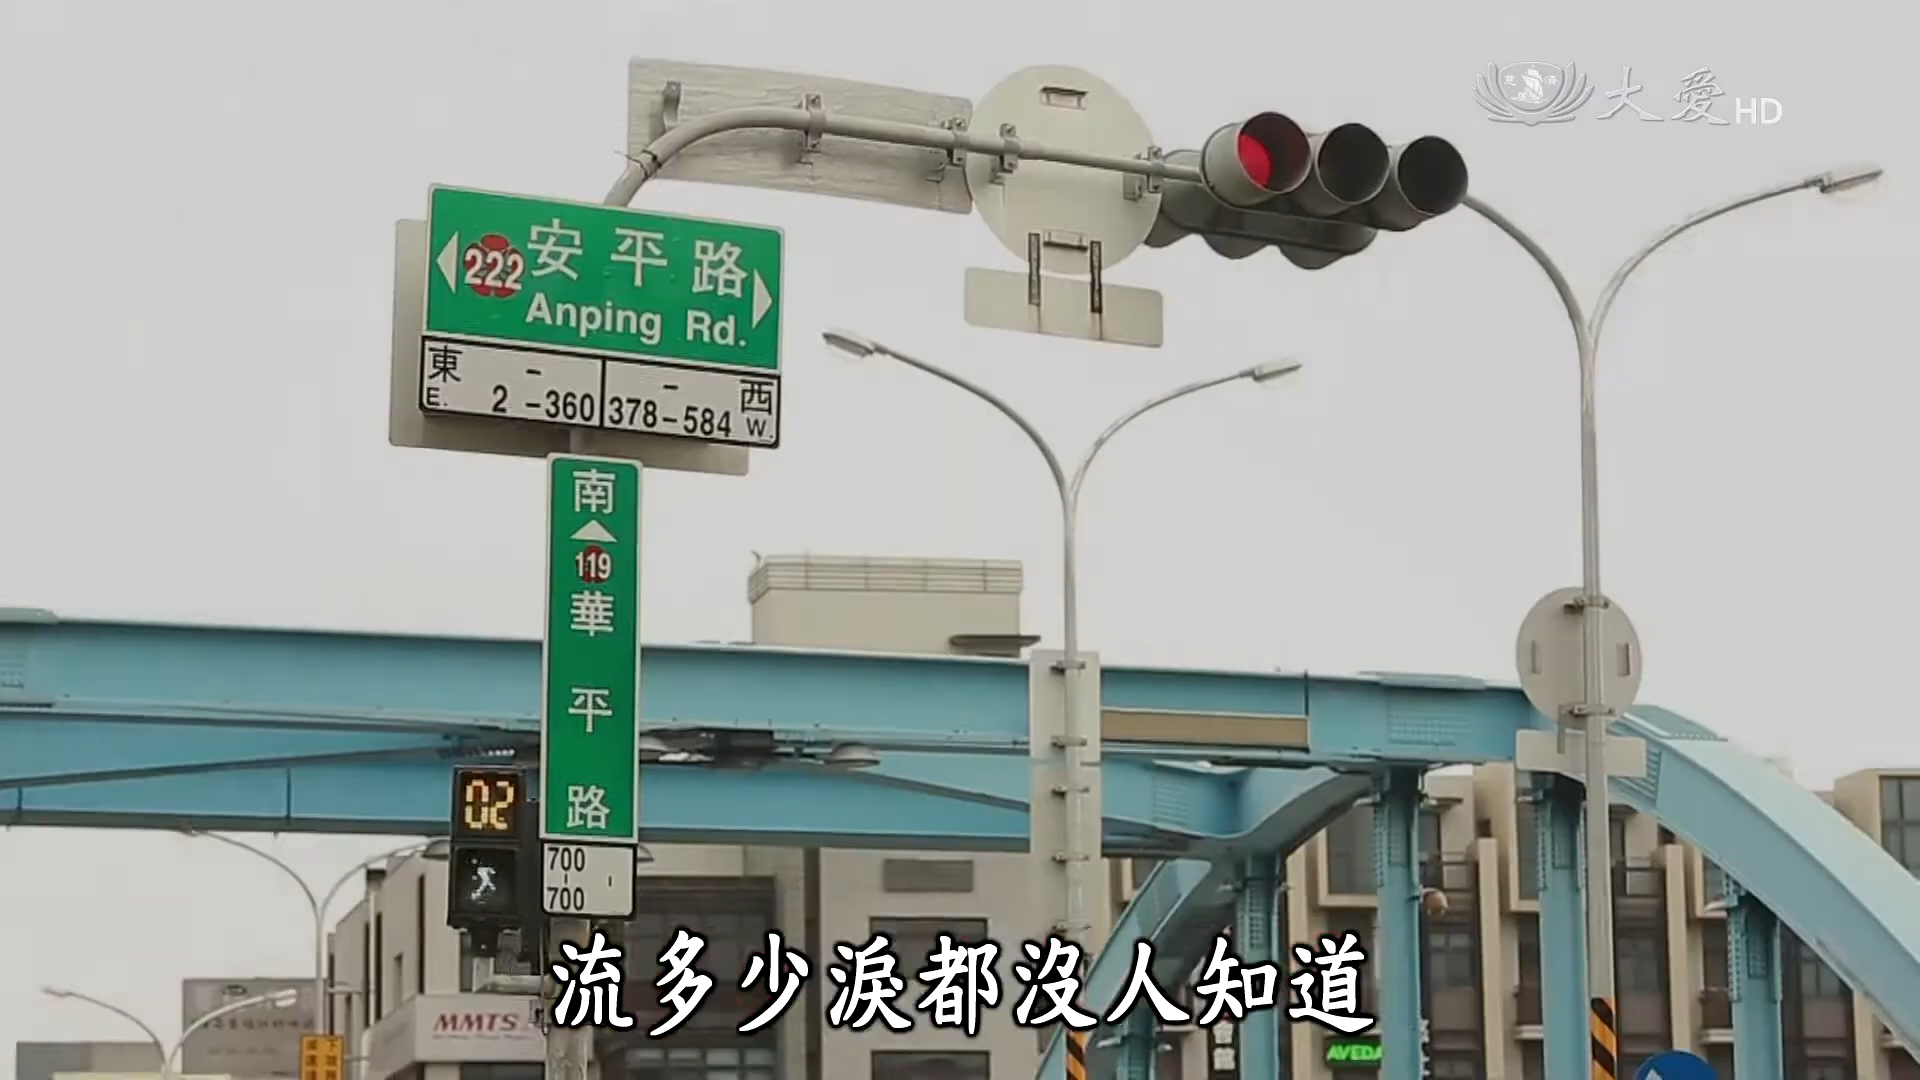 大愛HD
222 安平路
Anping Rd.
東 - - 西
E. 2 -360 378-584 W.
南
119
華平路
700
-
700
02
MMTS
AVEDA
流多少淚都沒人知道